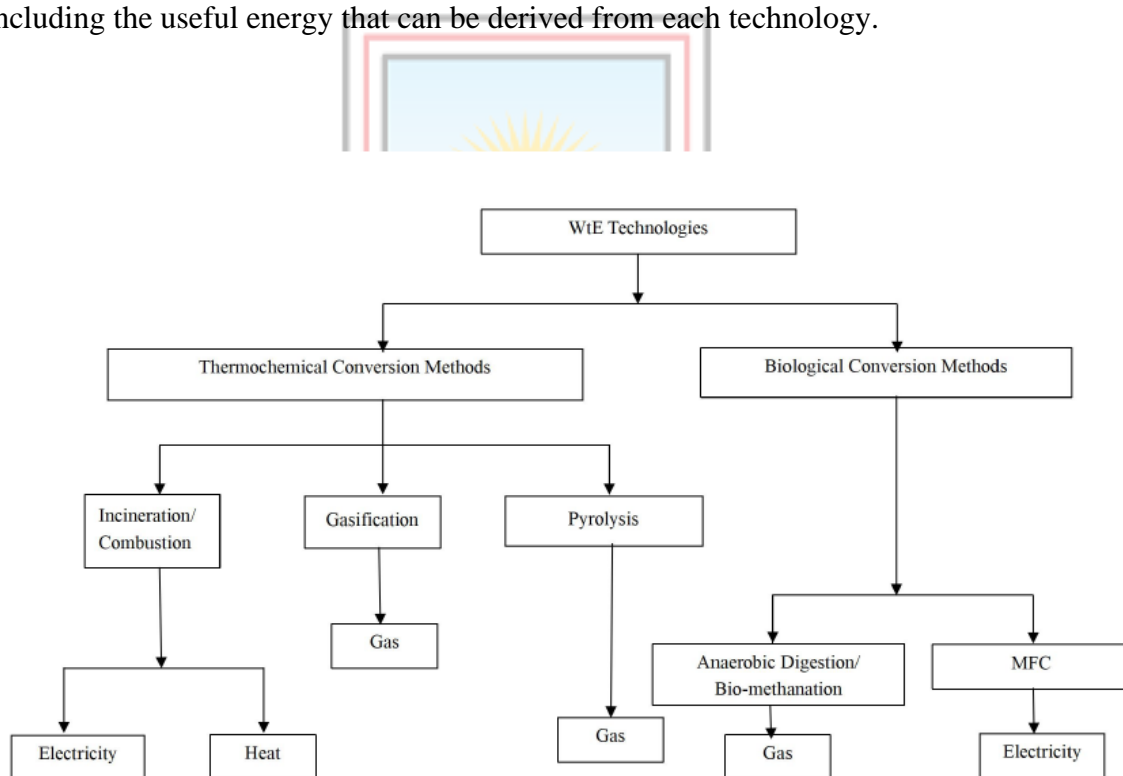 ncluding the useful energy that can be derived from each technology.
WtE Technologies
Thermochemical Conversion Methods
Biological Conversion Methods
Incineration/
Combustion
Gasification
Pyrolysis
Gas
Anaerobic Digestion/
Bio-methanation
MFC
Electricity
Heat
Gas
Gas
Electricity